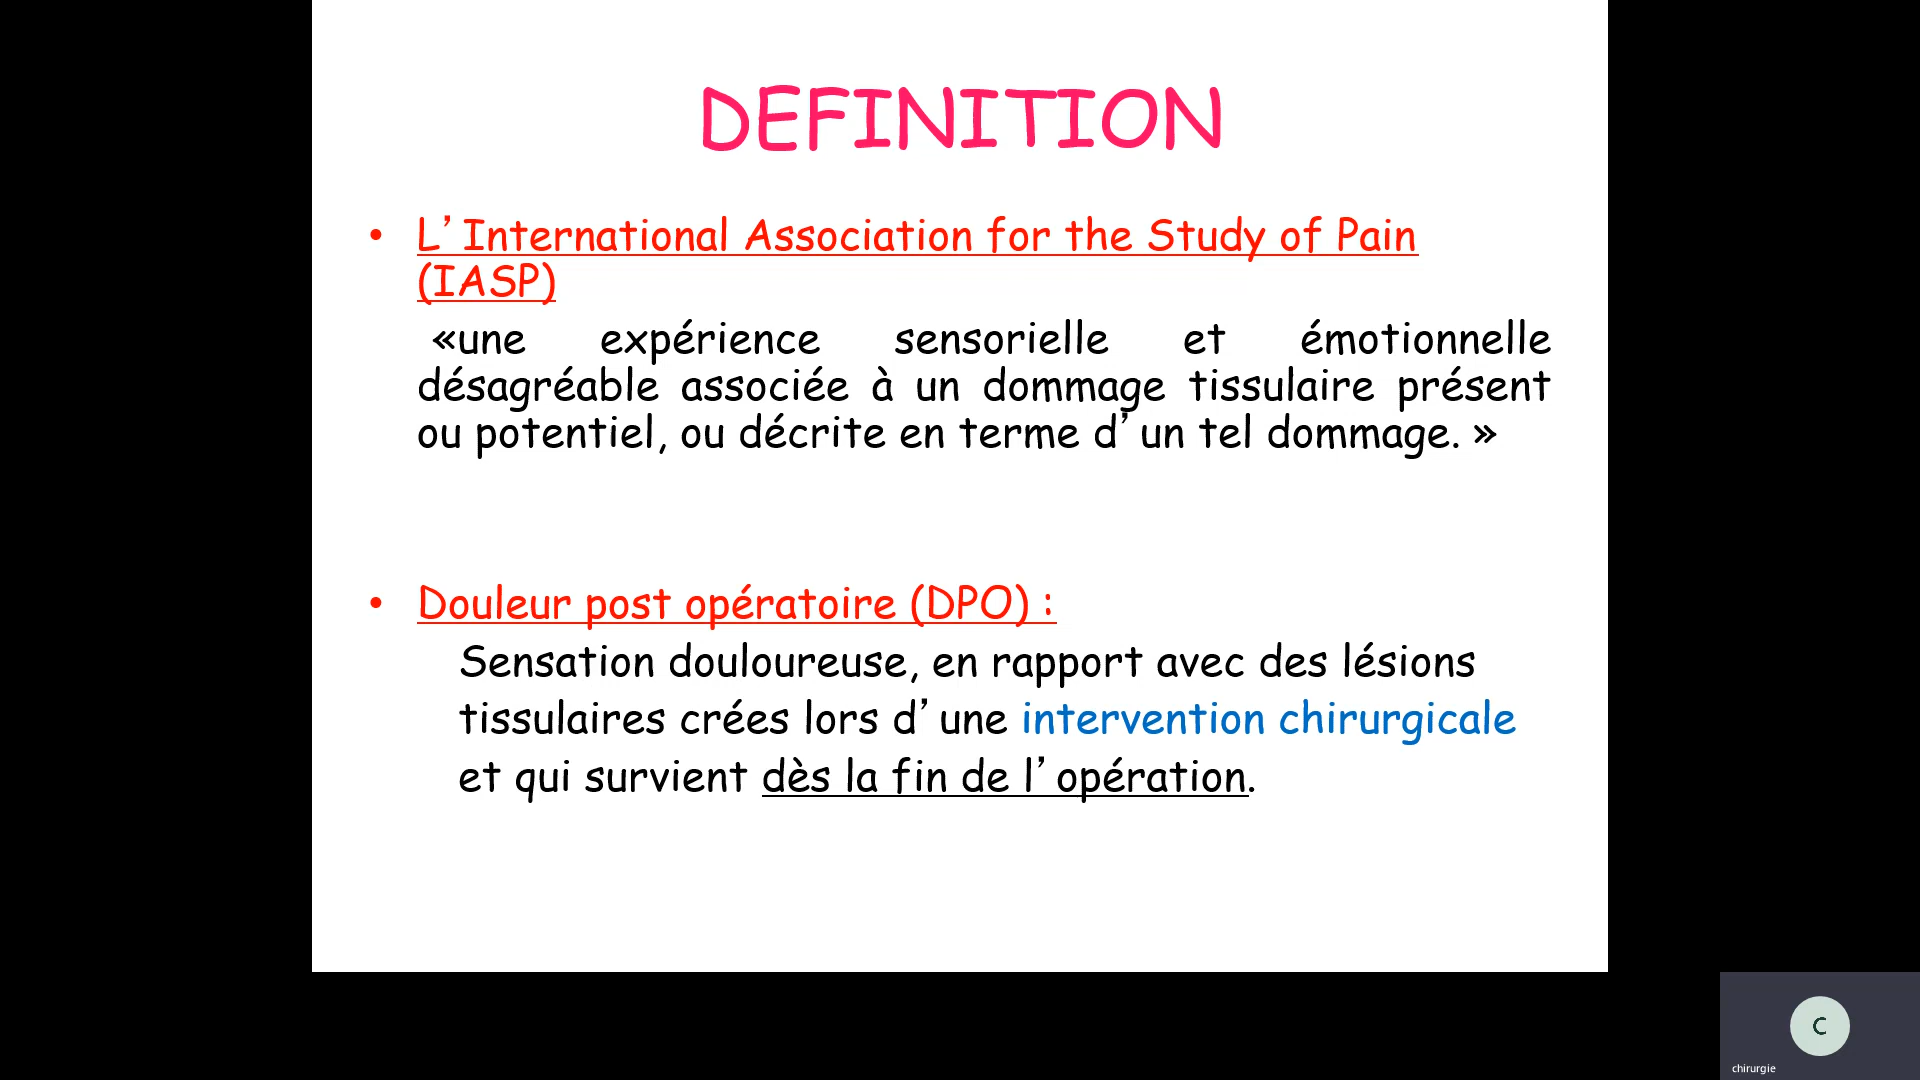 DEFINITION
• L’International Association for the Study of Pain
(IASP)
«une expérience sensorielle et émotionnelle
désagréable associée à un dommage tissulaire présent
ou potentiel, ou décrite en terme d’un tel dommage. »
• Douleur post opératoire (DPO) :
Sensation douloureuse, en rapport avec des lésions
tissulaires crées lors d’une intervention chirurgicale
et qui survient dès la fin de l’opération.
C
chirurgie